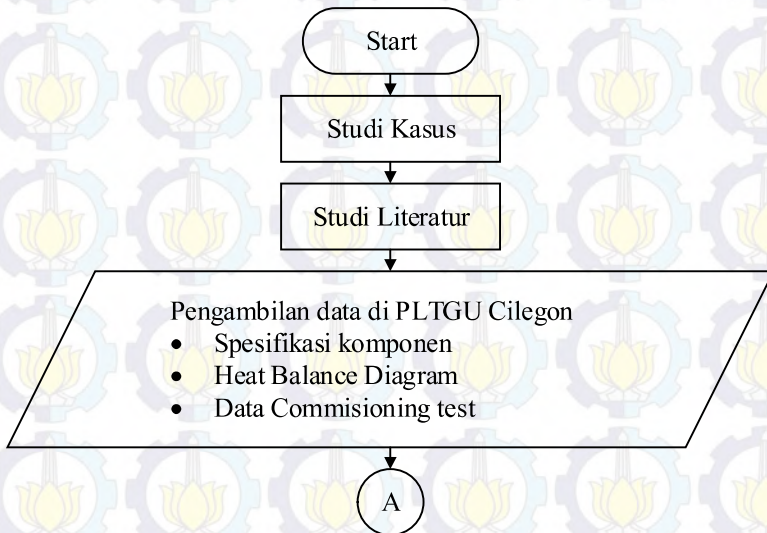 Start
Studi Kasus
Studi Literatur
Pengambilan data di PLTGU Cilegon
• Spesifikasi komponen
• Heat Balance Diagram
• Data Commisioning test
A